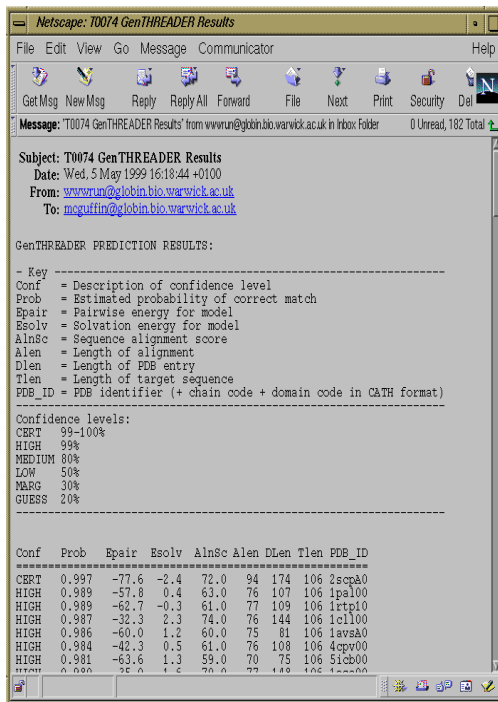 Netscape: T0074 GenTHREADER Results
File Edit View Go Message Communicator Help
Get Msg New Msg Reply Reply All Forward File Next Print Security Del N
Message: 'T0074 GenTHREADER Results' from wwwrun@globin.bio.warwick.ac.uk in Inbox Folder 0 Unread, 182 Total
Subject: T0074 GenTHREADER Results
Date: Wed, 5 May 1999 16:18:44 +0100
From: wwwrun@globin.bio.warwick.ac.uk
To: mcguffin@globin.bio.warwick.ac.uk
GenTHREADER PREDICTION RESULTS:
- Key -------------------------------------------------------------
Conf = Description of confidence level
Prob = Estimated probability of correct match
Epair = Pairwise energy for model
Esolv = Solvation energy for model
AlnSc = Sequence alignment score
Alen = Length of alignment
Dlen = Length of PDB entry
Tlen = Length of target sequence
PDB_ID = PDB identifier (+ chain code + domain code in CATH format)
-------------------------------------------------------------------
Confidence levels:
CERT 99-100%
HIGH 99%
MEDIUM 80%
LOW 50%
MARG 30%
GUESS 20%
-------------------------------------------------------------------
Conf Prob Epair Esolv AlnSc Alen DLen Tlen PDB_ID
===========================================================
CERT 0.997 -77.6 -2.4 72.0 94 174 106 2scpA0
HIGH 0.989 -57.8 0.4 63.0 76 107 106 1pal00
HIGH 0.989 -62.7 -0.3 61.0 77 109 106 1rtp10
HIGH 0.987 -32.3 2.3 74.0 76 144 106 1cll00
HIGH 0.986 -60.0 1.2 60.0 75 81 106 1avsA0
HIGH 0.984 -42.3 0.5 61.0 76 108 106 4cpv00
HIGH 0.981 -63.6 1.3 59.0 70 75 106 5icb00